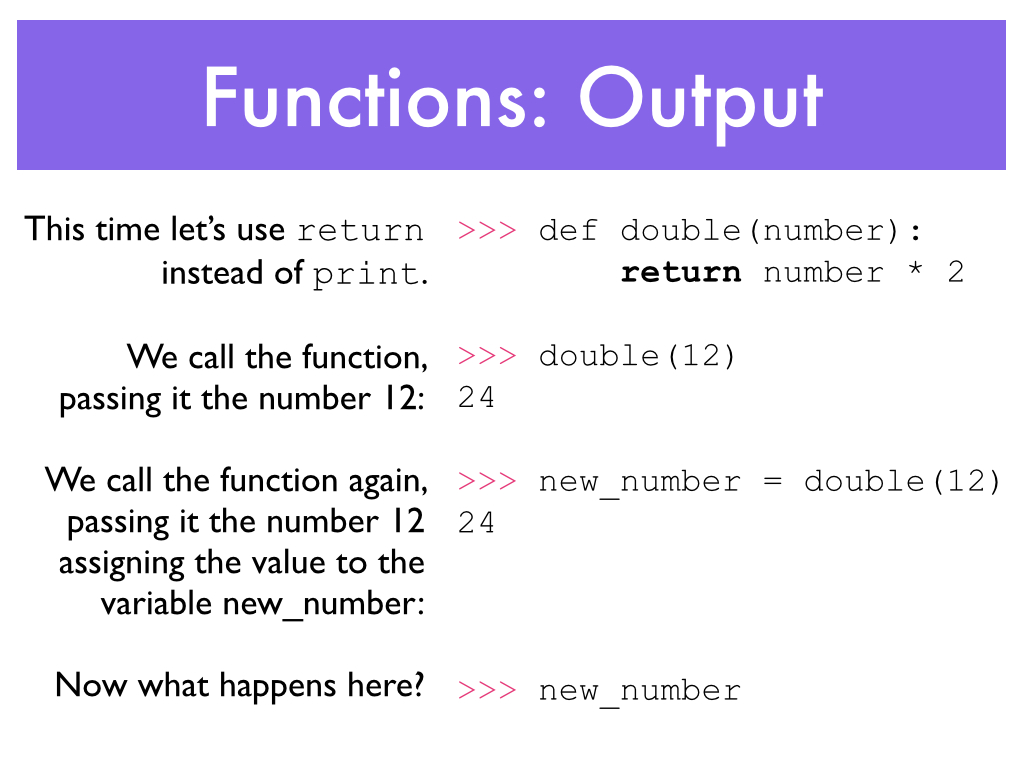 Functions: Output
This time let's use return
instead of print.
>>> def double(number):
return number * 2
We call the function,
passing it the number 12:
>>> double(12)
24
We call the function again,
passing it the number 12
assigning the value to the
variable new_number:
>>> new_number = double(12)
24
Now what happens here?
>>> new_number